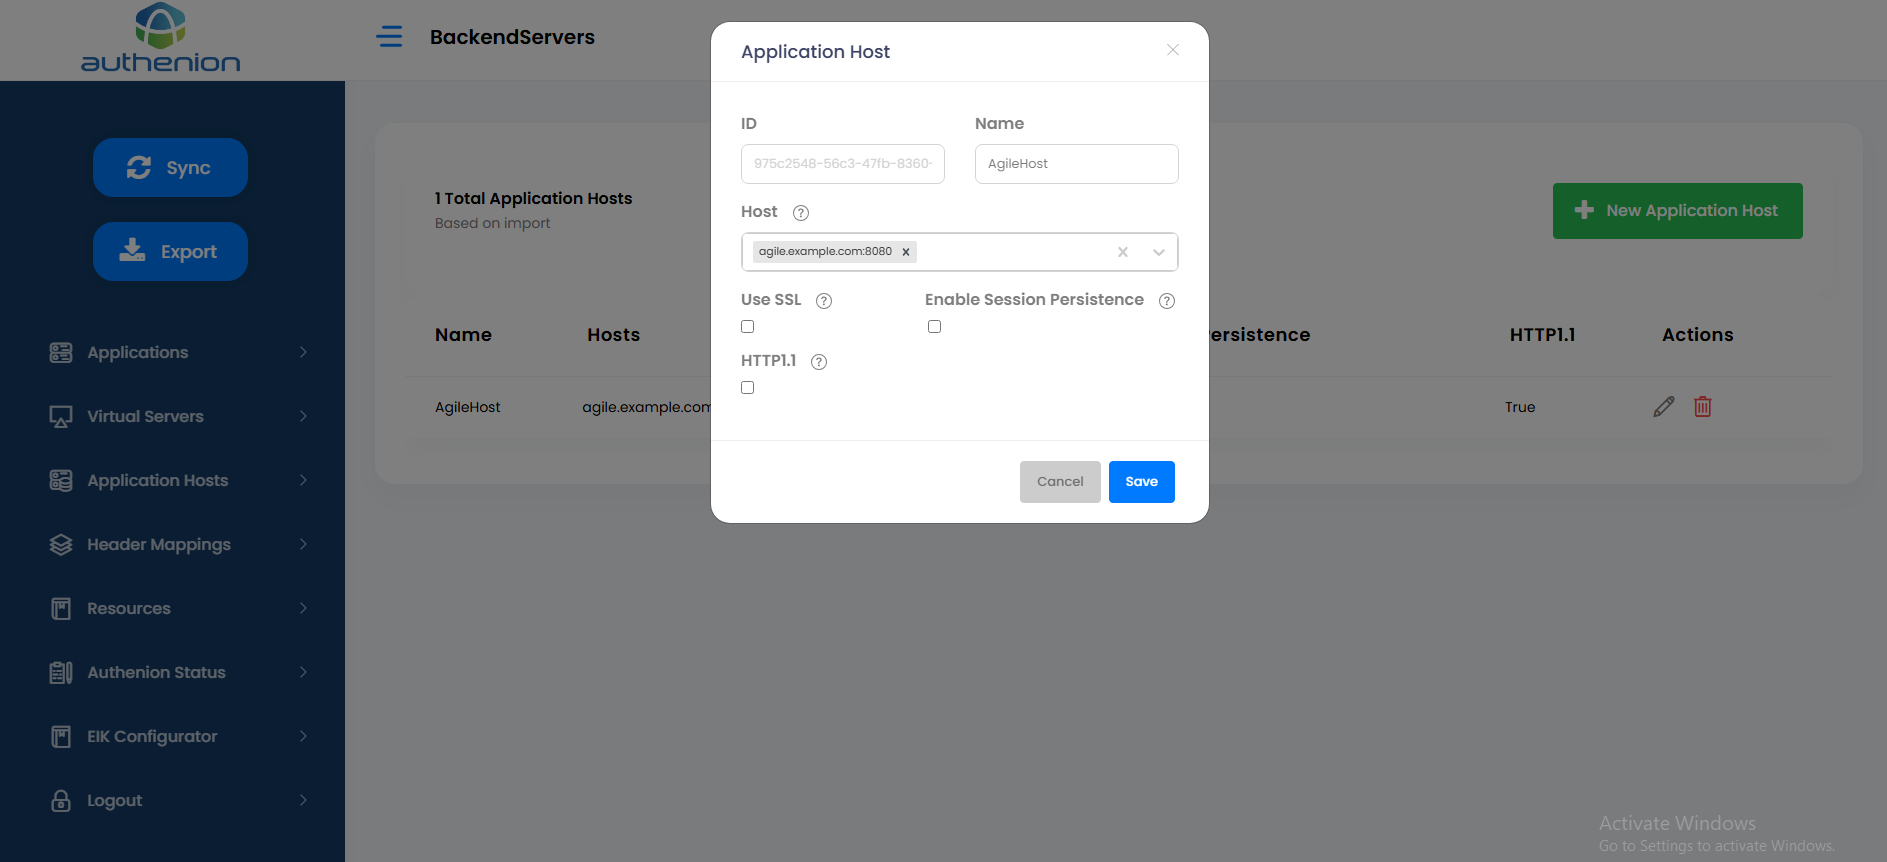 authenion
BackendServers
Sync
Export
Applications
Virtual Servers
Application Hosts
Header Mappings
Resources
Authenion Status
EIK Configurator
Logout
1 Total Application Hosts
Based on import
New Application Host
Name Hosts ersistence HTTP1.1 Actions
AgileHost agile.example.com True
Application Host
ID Name
975c2548-56c3-47fb-8360- AgileHost
Host ?
agile.example.com:8080 x
Use SSL ? Enable Session Persistence ?
HTTP1.1 ?
Cancel Save
Activate Windows
Go to Settings to activate Windows.